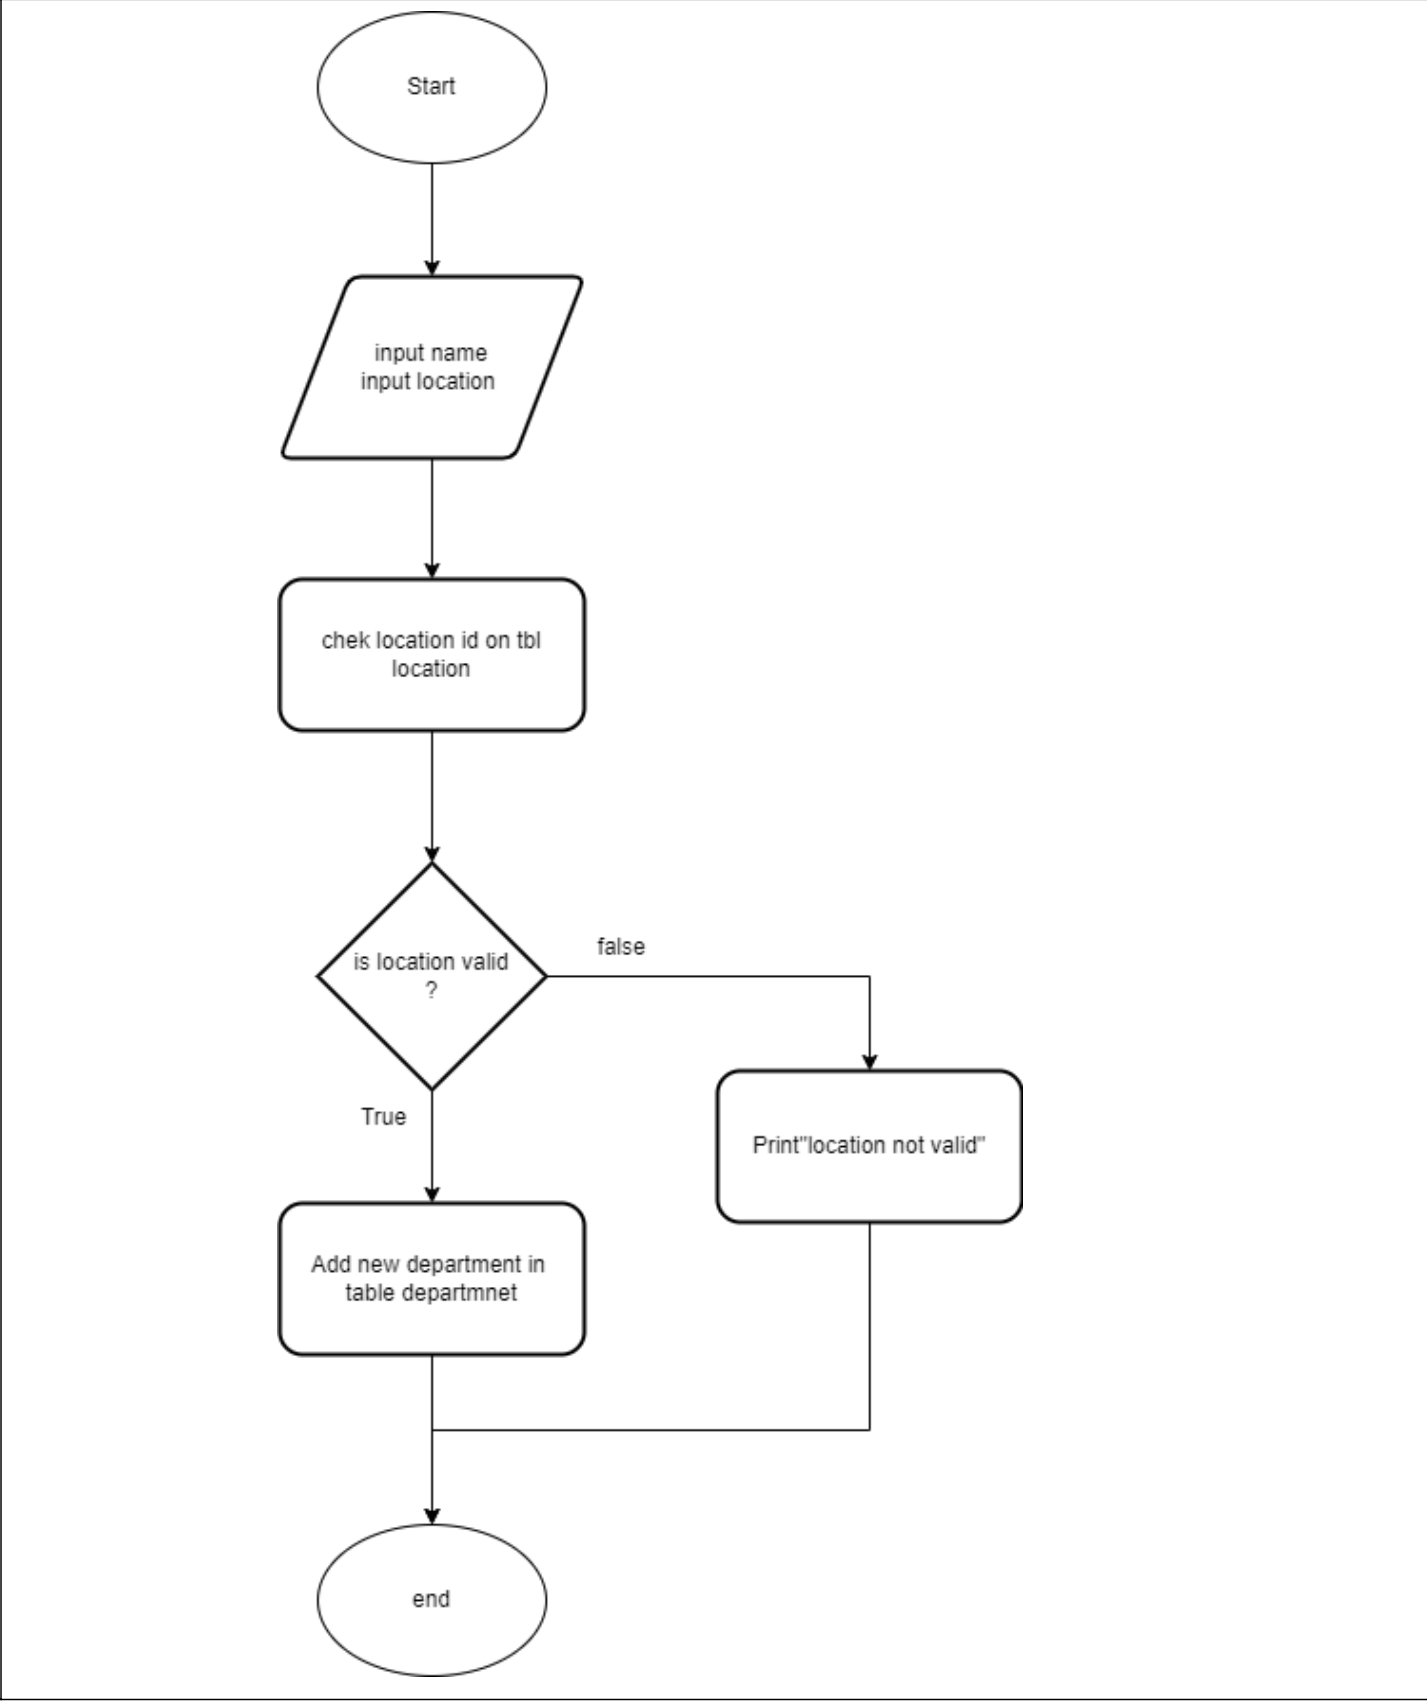 Start
input name
input location
chek location id on tbl
location
is location valid
?
false
True
Print"location not valid"
Add new department in
table departmnet
end